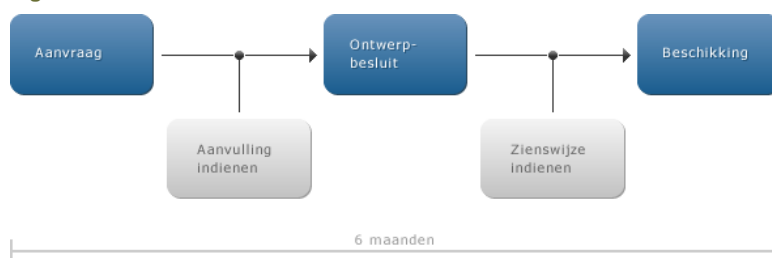 Aanvraag
Ontwerp-
besluit
Beschikking
Aanvulling
indienen
Zienswijze
indienen
6 maanden